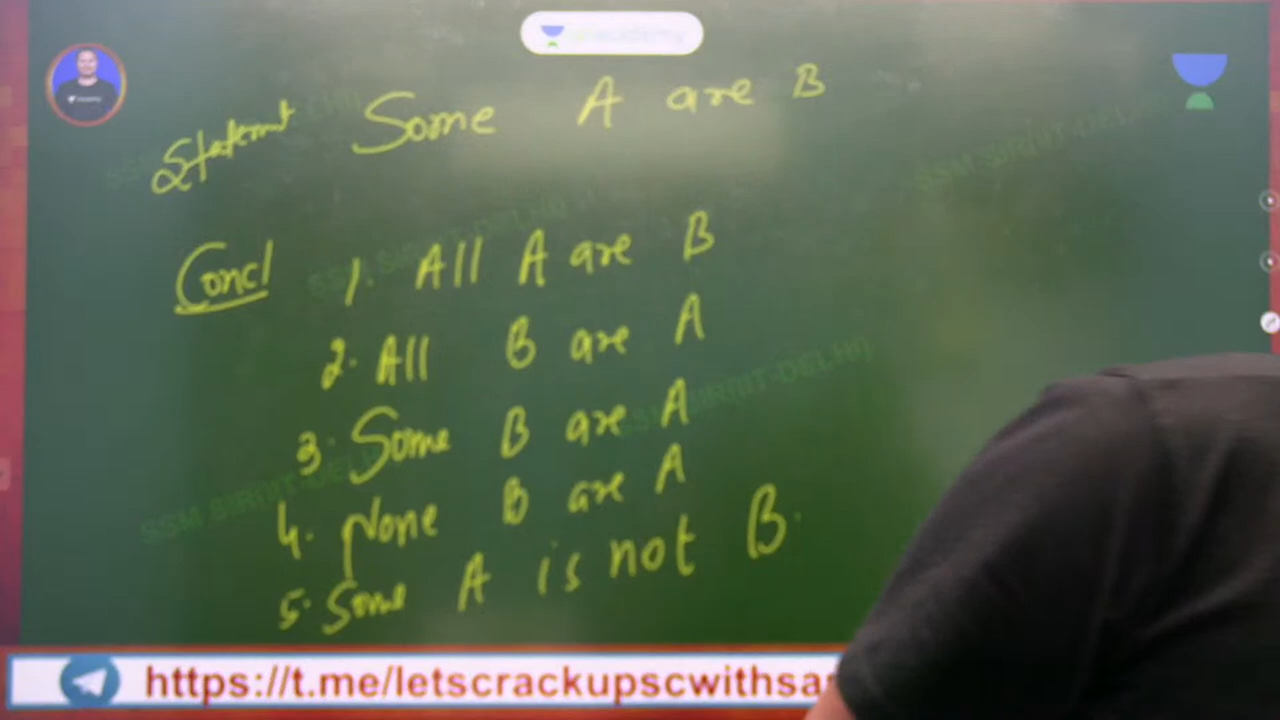 Statemnt Some A are B
Concl 1. All A are B
2. All B are A
3. Some B are A
4. None B are A
5. Some A is not B.
https://t.me/letscrackupscwithsa